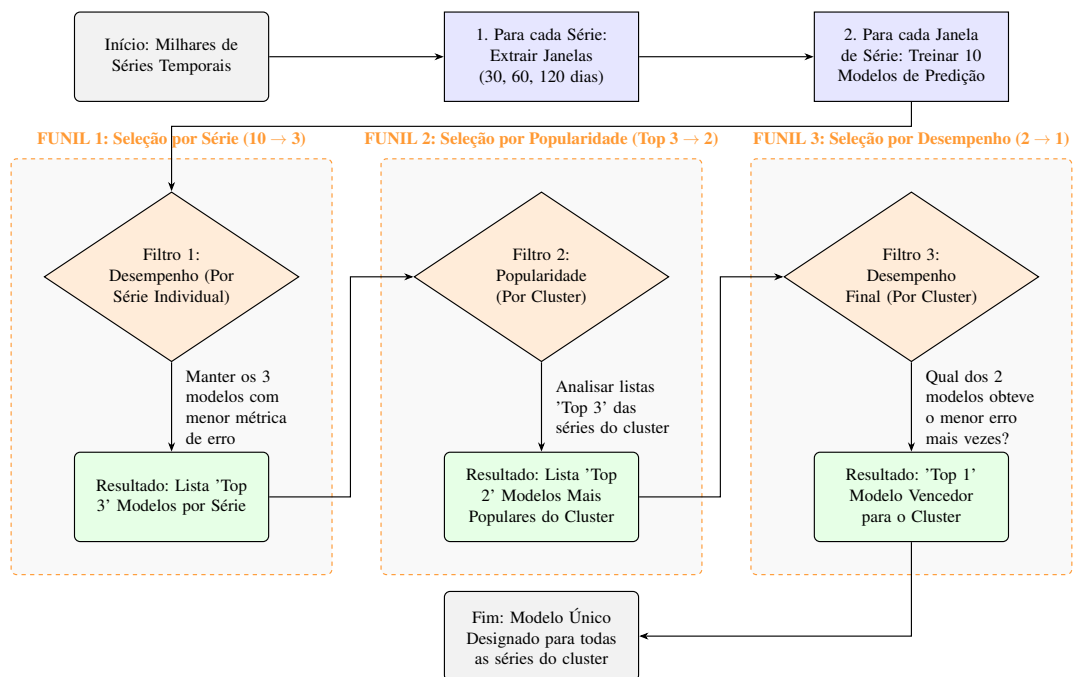 Início: Milhares de
Séries Temporais
1. Para cada Série:
Extrair Janelas
(30, 60, 120 dias)
2. Para cada Janela
de Série: Treinar 10
Modelos de Predição
FUNIL 1: Seleção por Série (10 → 3)
FUNIL 2: Seleção por Popularidade (Top 3 → 2)
FUNIL 3: Seleção por Desempenho (2 → 1)
Filtro 1:
Desempenho (Por
Série Individual)
Filtro 2:
Popularidade
(Por Cluster)
Filtro 3:
Desempenho
Final (Por Cluster)
Manter os 3
modelos com
menor métrica
de erro
Analisar listas
’Top 3’ das
séries do cluster
Qual dos 2
modelos obteve
o menor erro
mais vezes?
Resultado: Lista ’Top
3’ Modelos por Série
Resultado: Lista ’Top
2’ Modelos Mais
Populares do Cluster
Resultado: ’Top 1’
Modelo Vencedor
para o Cluster
Fim: Modelo Único
Designado para todas
as séries do cluster